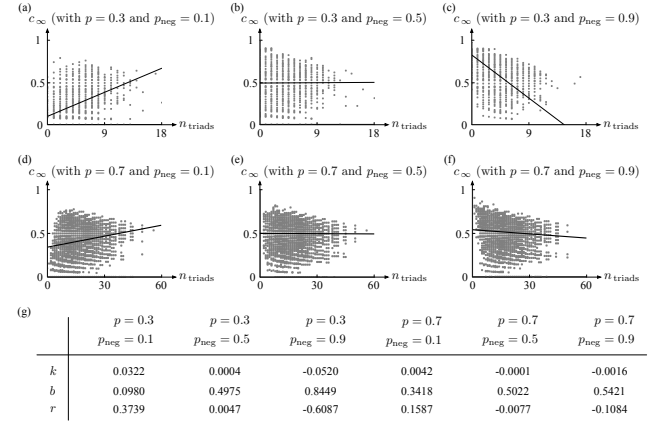 (a)
c∞ (with p = 0.3 and pneg = 0.1)
1
0.5
0
0 9 18 ntriads
(b)
c∞ (with p = 0.3 and pneg = 0.5)
1
0.5
0
0 9 18 ntriads
(c)
c∞ (with p = 0.3 and pneg = 0.9)
1
0.5
0
0 9 18 ntriads
(d)
c∞ (with p = 0.7 and pneg = 0.1)
1
0.5
0
0 30 60 ntriads
(e)
c∞ (with p = 0.7 and pneg = 0.5)
1
0.5
0
0 30 60 ntriads
(f)
c∞ (with p = 0.7 and pneg = 0.9)
1
0.5
0
0 30 60 ntriads
(g)
p = 0.3 p = 0.3 p = 0.3 p = 0.7 p = 0.7 p = 0.7
pneg = 0.1 pneg = 0.5 pneg = 0.9 pneg = 0.1 pneg = 0.5 pneg = 0.9
k 0.0322 0.0004 -0.0520 0.0042 -0.0001 -0.0016
b 0.0980 0.4975 0.8449 0.3418 0.5022 0.5421
r 0.3739 0.0047 -0.6087 0.1587 -0.0077 -0.1084